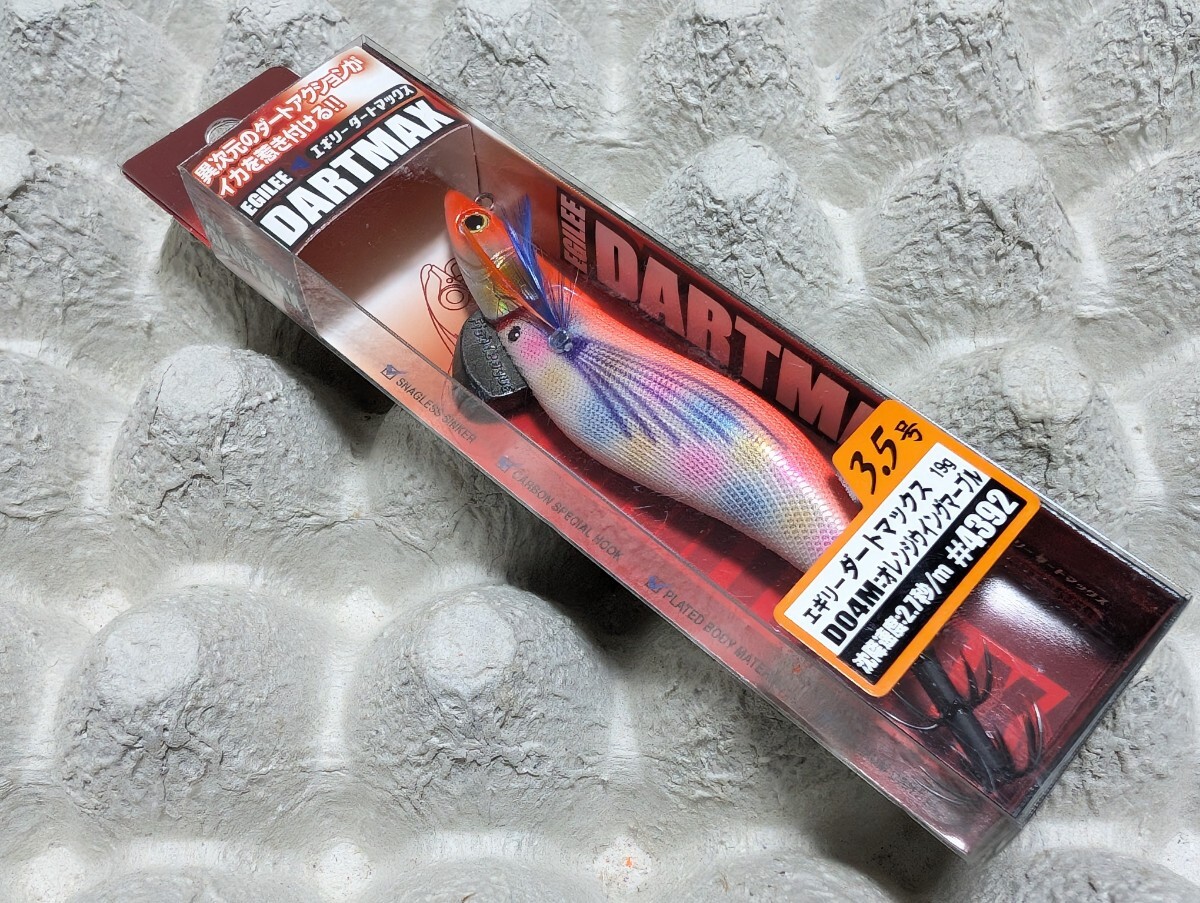 異次元のダートアクションが
イカを惹き付ける!!
EGILEE エギリーダートマックス
DARTMAX
EGILEE
DARTMA
SNAGLESS SINKER
CARBON SPECIAL HOOK
PLATED BODY MATE
3.5号
エギリーダートマックス 19g
D04M:オレンジウイングマーブル
沈降速度:2.7秒/m #4392